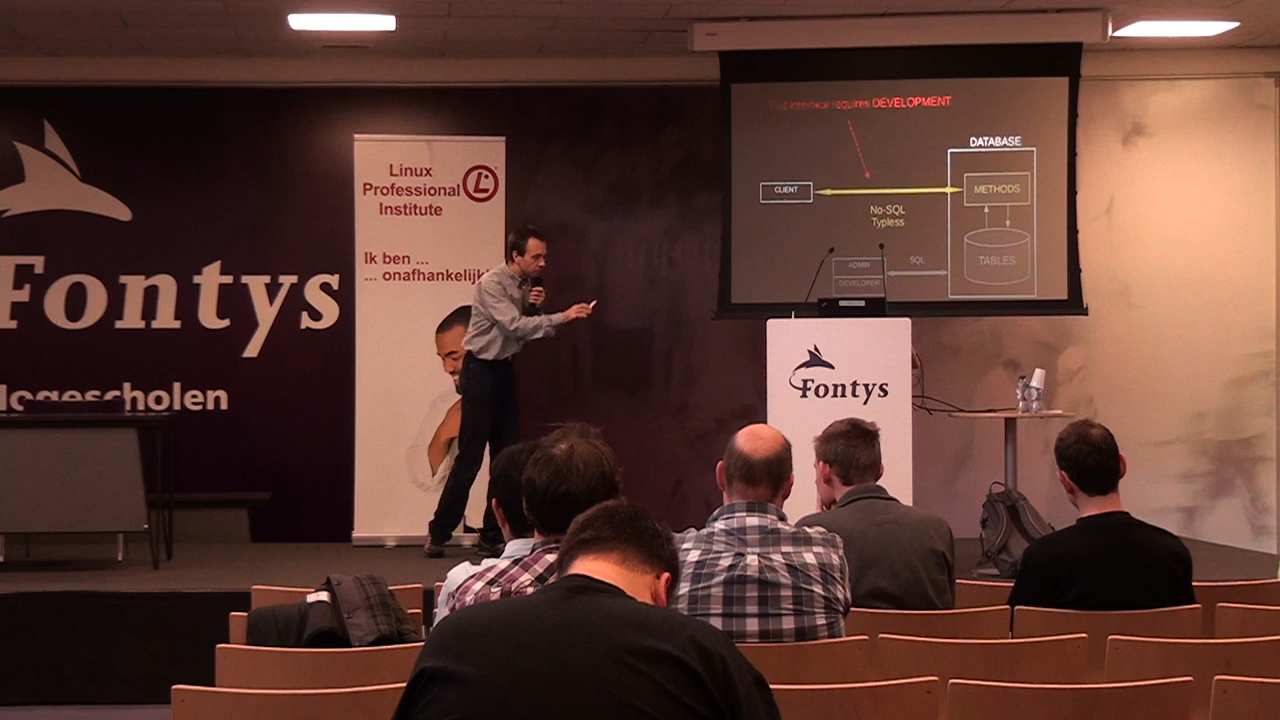 Fontys
Hogescholen
Linux
Professional
Institute
Ik ben ...
... onafhankelijk!
This interface requires DEVELOPMENT
DATABASE
CLIENT
METHODS
No-SQL
Typless
TABLES
ADMIN
SQL
DEVELOPER
Fontys